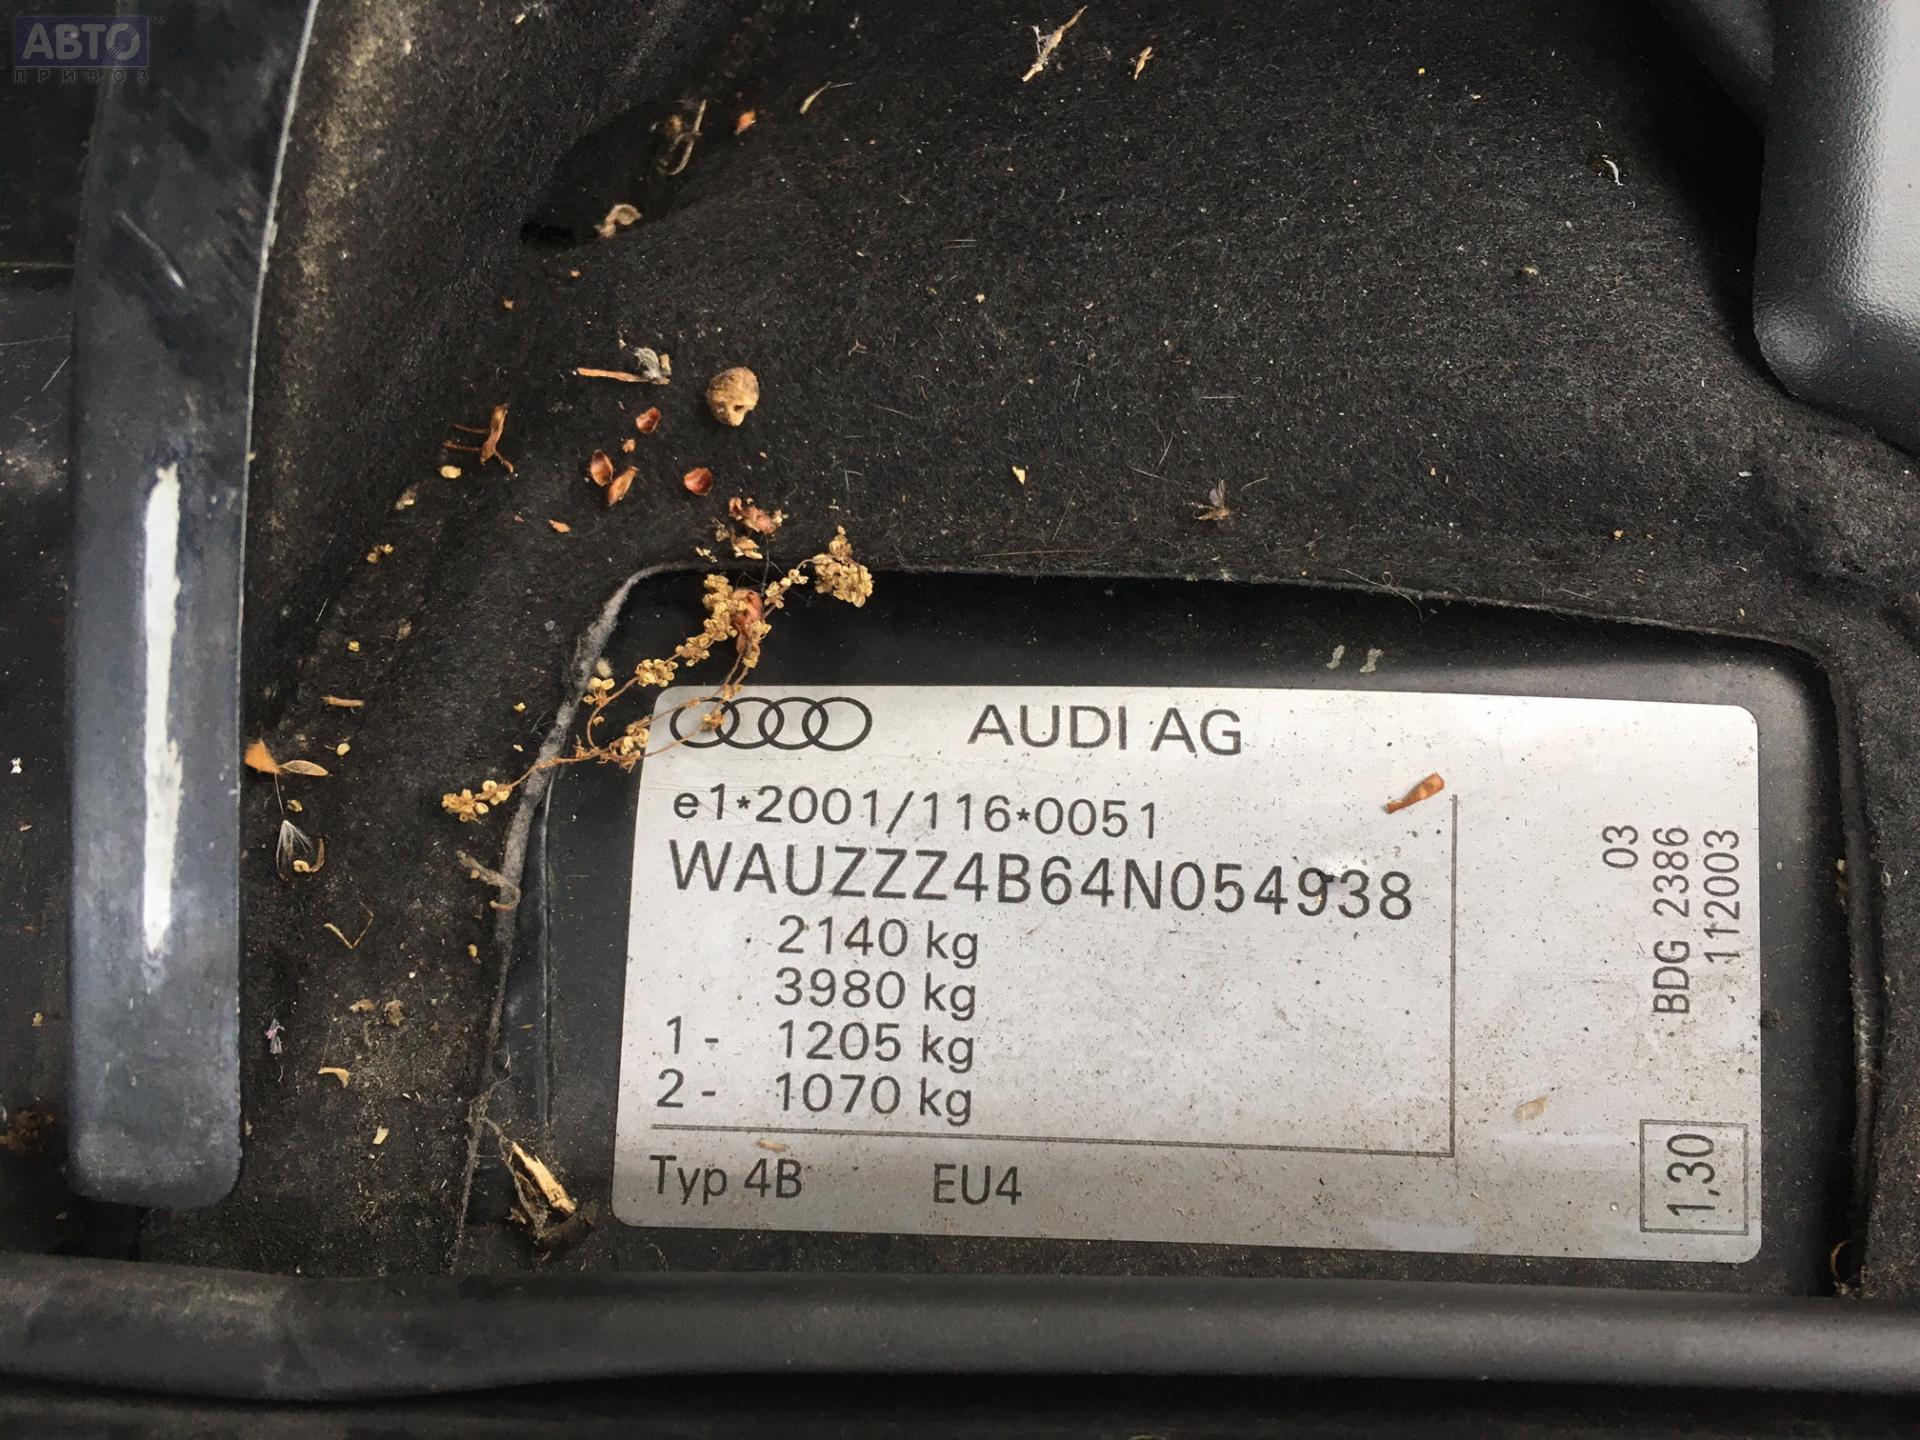 АВТО
ПРИВОЗ
AUDI AG
e1*2001/116*0051
WAUZZZ4B64N054938
2140 kg
3980 kg
1 - 1205 kg
2 - 1070 kg
Typ 4B EU4
03
BDG 2386
112003
1,30